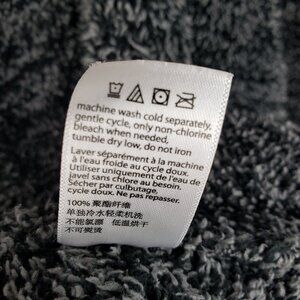 machine wash cold separately,
gentle cycle, only non-chlorine
bleach when needed,
tumble dry low, do not iron
Laver séparément à la machine
à l'eau froide au cycle doux.
Utiliser uniquement de l'eau de
javel sans chlore au besoin.
Sécher par culbutage,
cycle doux. Ne pas repasser.
100% 聚酯纤维
单独冷水轻柔机洗
不能氯漂 低温烘干
不可熨烫